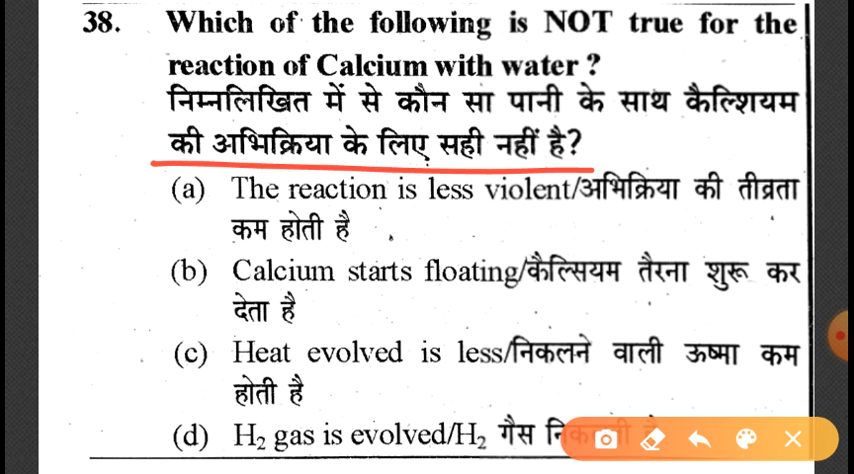 38. Which of the following is NOT true for the
reaction of Calcium with water ?
निम्नलिखित में से कौन सा पानी के साथ कैल्शियम
की अभिक्रिया के लिए सही नहीं है?
(a) The reaction is less violent/अभिक्रिया की तीव्रता
कम होती है
(b) Calcium starts floating/कैल्सियम तैरना शुरू कर
देता है
(c) Heat evolved is less/निकलने वाली ऊष्मा कम
होती है
(d) H₂ gas is evolved/H₂ गैस